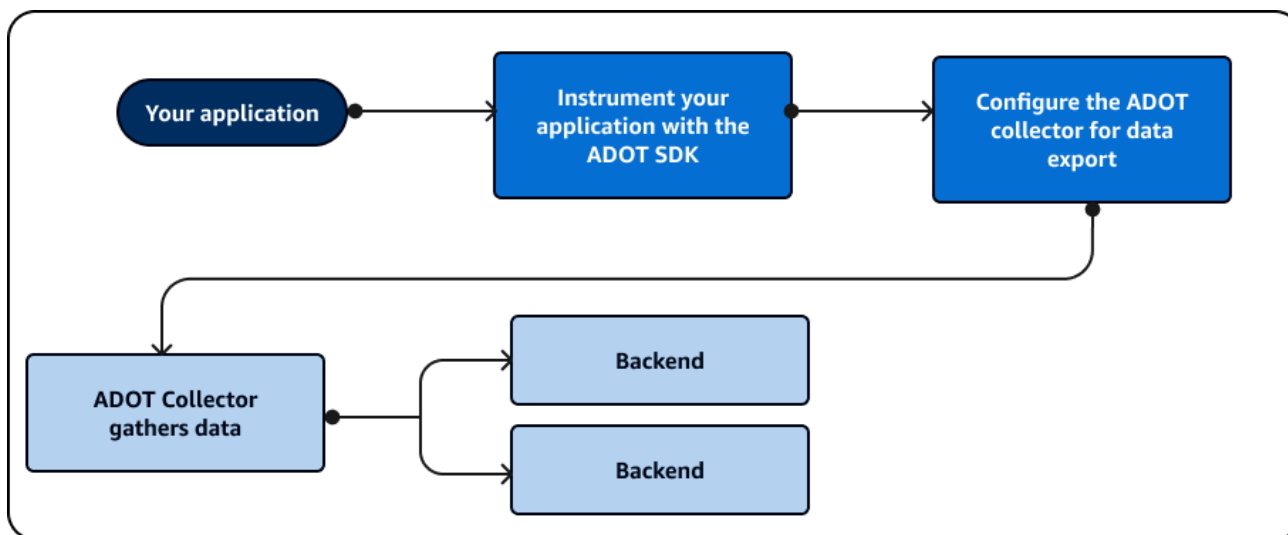 Your application
Instrument your
application with the
ADOT SDK
Configure the ADOT
collector for data
export
ADOT Collector
gathers data
Backend
Backend